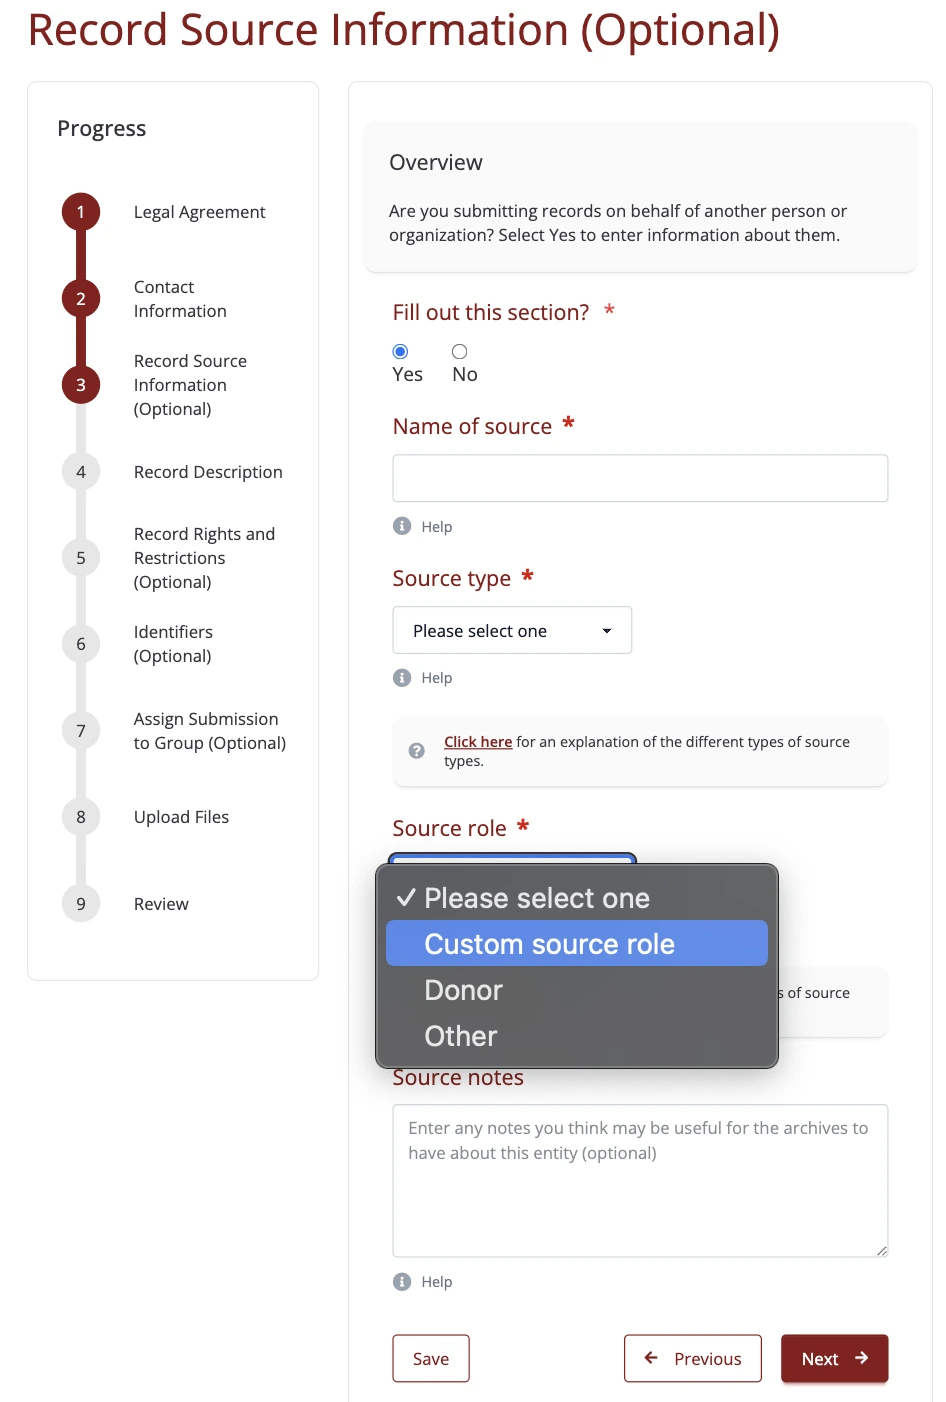 Record Source Information (Optional)
Progress
1
Legal Agreement
2
Contact
Information
3
Record Source
Information
(Optional)
4
Record Description
5
Record Rights and
Restrictions
(Optional)
6
Identifiers
(Optional)
7
Assign Submission
to Group (Optional)
8
Upload Files
9
Review
Overview
Are you submitting records on behalf of another person or
organization? Select Yes to enter information about them.
Fill out this section? *
Yes No
Name of source *
Help
Source type *
Please select one
Help
Click here for an explanation of the different types of source
types.
Source role *
✓ Please select one
Custom source role
Donor
Other
of source
Source notes
Enter any notes you think may be useful for the archives to
have about this entity (optional)
Help
Save
← Previous
Next →